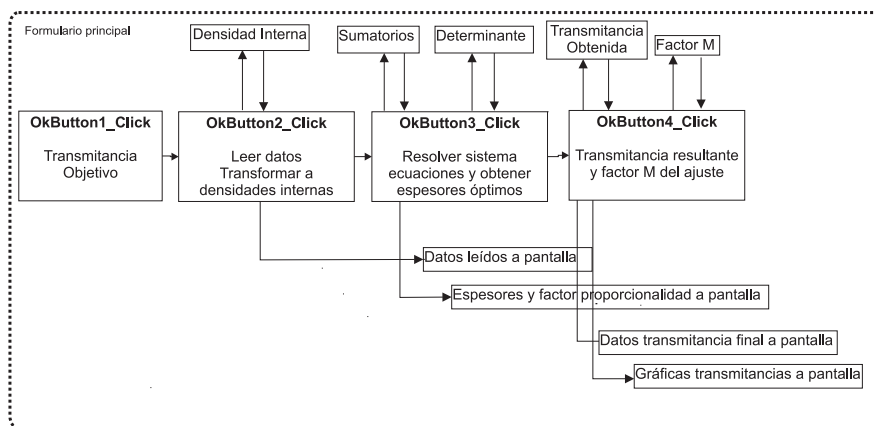 Formulario principal
Densidad Interna
Sumatorios
Determinante
Transmitancia
Obtenida
Factor M
OkButton1_Click
Transmitancia
Objetivo
OkButton2_Click
Leer datos
Transformar a
densidades internas
OkButton3_Click
Resolver sistema
ecuaciones y obtener
espesores óptimos
OkButton4_Click
Transmitancia resultante
y factor M del ajuste
Datos leídos a pantalla
Espesores y factor proporcionalidad a pantalla
Datos transmitancia final a pantalla
Gráficas transmitancias a pantalla